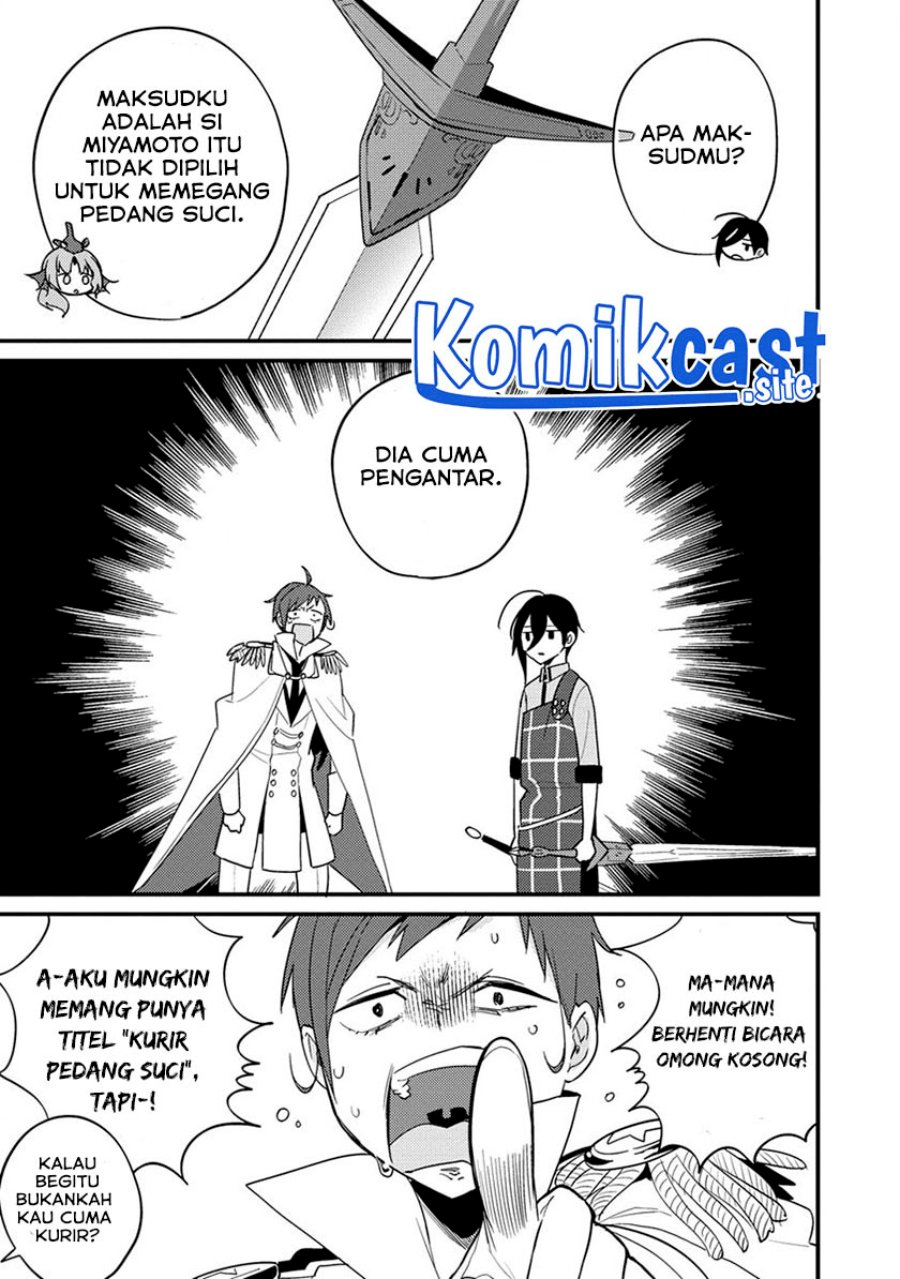 APA MAK-
SUDMU?
MAKSUDKU
ADALAH SI
MIYAMOTO ITU
TIDAK DIPILIH
UNTUK MEMEGANG
PEDANG SUCI.
Komikcast
.site
DIA CUMA
PENGANTAR.
MA-MANA
MUNGKIN!
BERHENTI BICARA
OMONG KOSONG!
A-AKU MUNGKIN
MEMANG PUNYA
TITEL "KURIR
PEDANG SUCI",
TAPI-!
KALAU
BEGITU
BUKANKAH
KAU CUMA
KURIR?